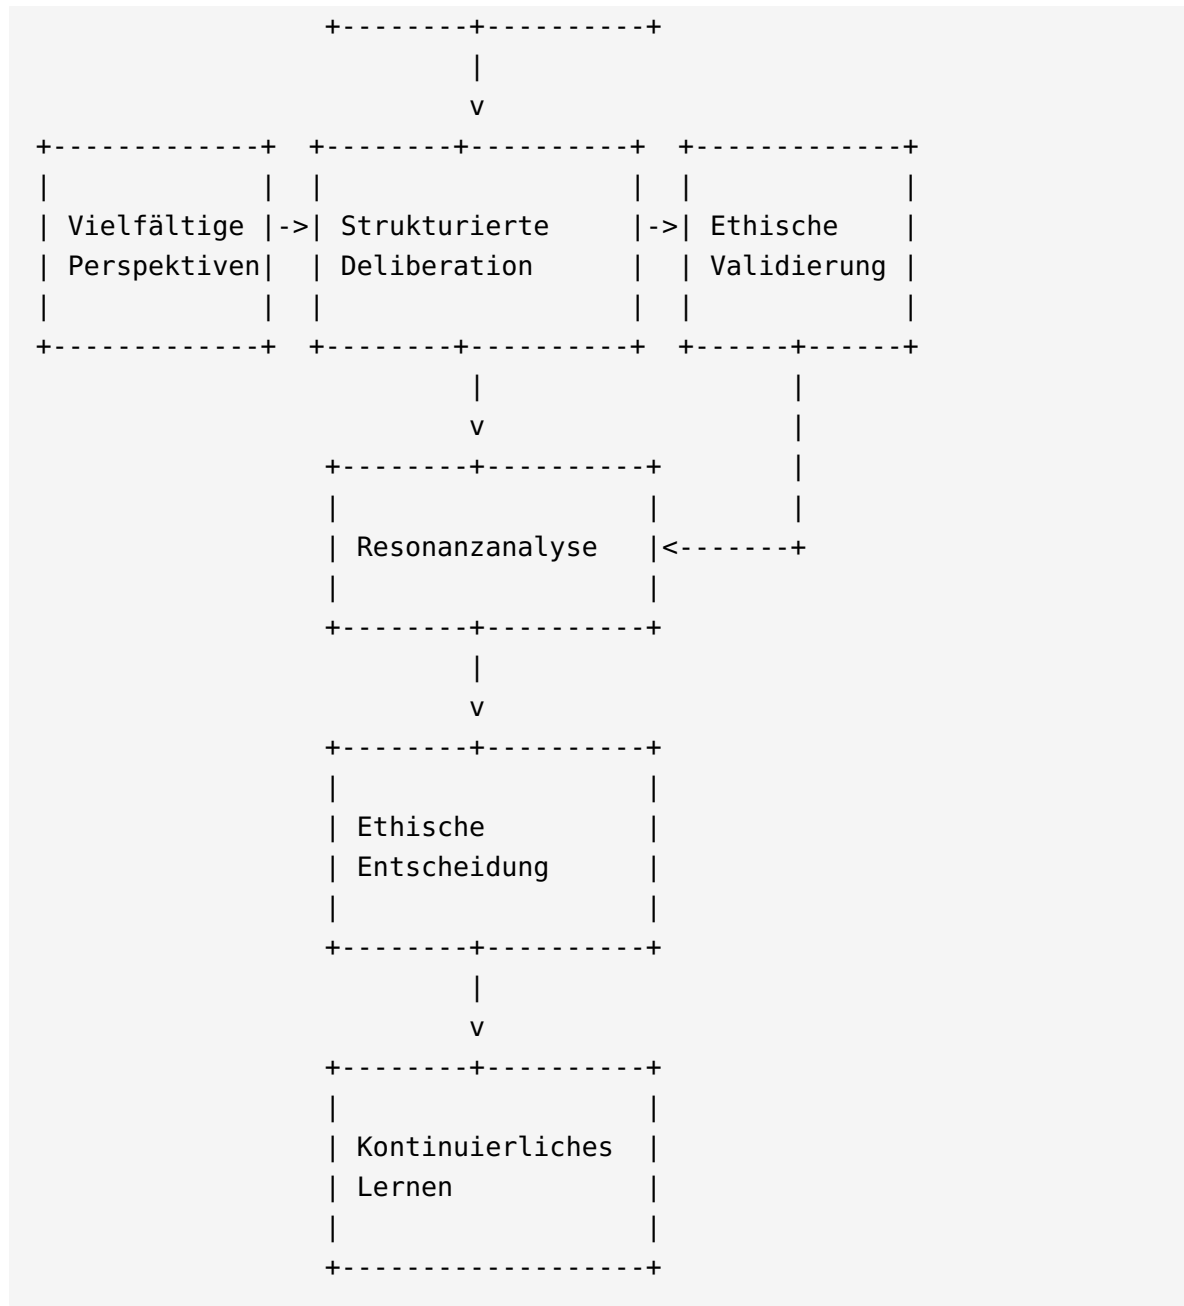 +--------+----------+
|
v
+-------------+  +--------+----------+  +-------------+
|             |  |                   |  |             |
| Vielfältige |->| Strukturierte     |->| Ethische    |
| Perspektiven|  | Deliberation      |  | Validierung |
|             |  |                   |  |             |
+-------------+  +--------+----------+  +------+------+
|                   |
v                   |
+--------+----------+        |
|                   |        |
| Resonanzanalyse   |<-------+
|                   |
+--------+----------+
|
v
+--------+----------+
|                   |
| Ethische          |
| Entscheidung      |
|                   |
+--------+----------+
|
v
+--------+----------+
|                   |
| Kontinuierliches  |
| Lernen            |
|                   |
+-------------------+